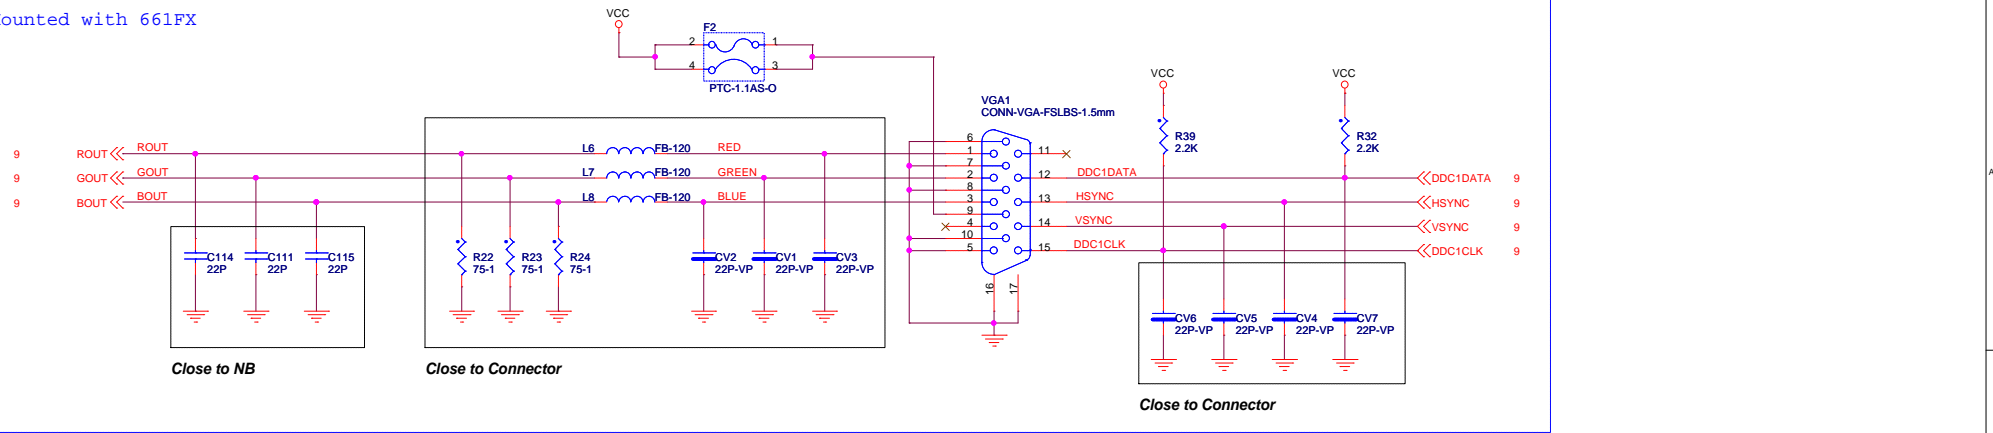 ounted with 661FX
VCC
F2
2 1
4 3
PTC-1.1AS-O
VGA1
CONN-VGA-FSLBS-1.5mm
VCC VCC
R39
2.2K
R32
2.2K
9 ROUT ROUT L6 FB-120 RED
9 GOUT GOUT L7 FB-120 GREEN
9 BOUT BOUT L8 FB-120 BLUE
6
1
7
2
8
3
9
4
10
5
11
12 DDC1DATA DDC1DATA 9
13 HSYNC HSYNC 9
14 VSYNC VSYNC 9
15 DDC1CLK DDC1CLK 9
16 17
C114
22P
C111
22P
C115
22P
R22
75-1
R23
75-1
R24
75-1
CV2
22P-VP
CV1
22P-VP
CV3
22P-VP
CV6
22P-VP
CV5
22P-VP
CV4
22P-VP
CV7
22P-VP
Close to NB
Close to Connector
Close to Connector
A